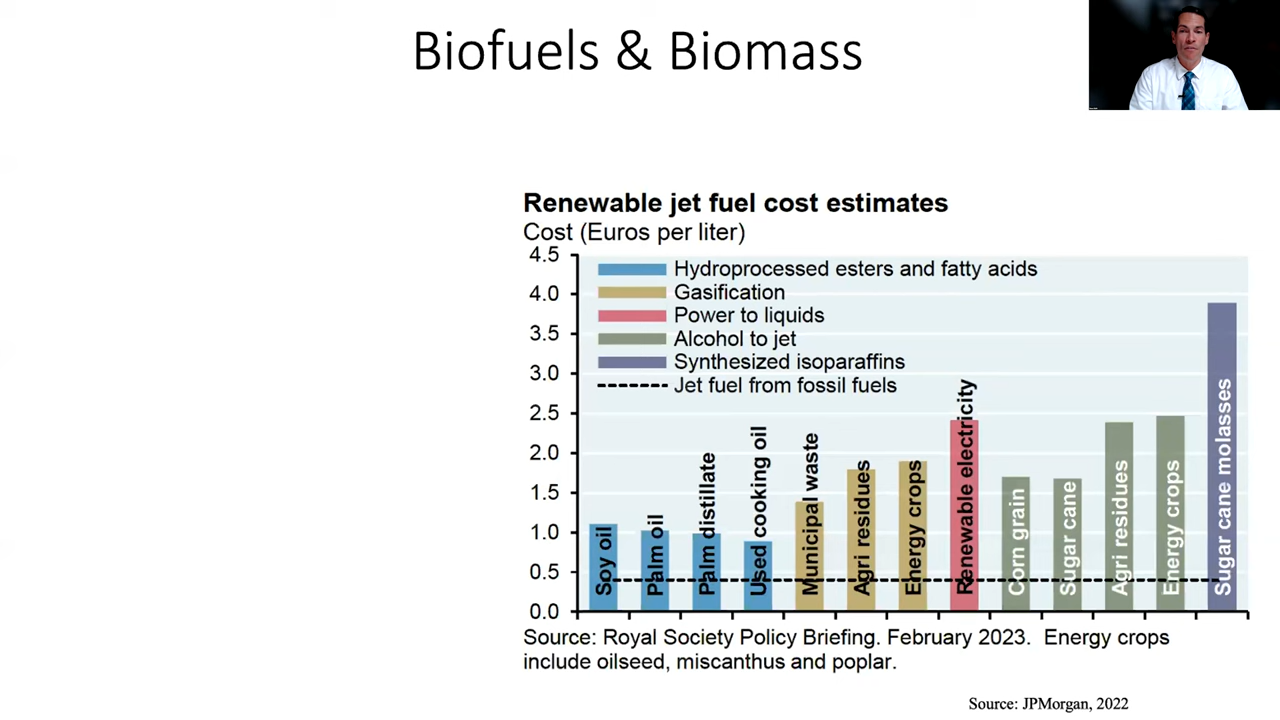 Biofuels & Biomass
Renewable jet fuel cost estimates
Cost (Euros per liter)
4.5
4.0
3.5
3.0
2.5
2.0
1.5
1.0
0.5
0.0
Hydroprocessed esters and fatty acids
Gasification
Power to liquids
Alcohol to jet
Synthesized isoparaffins
Jet fuel from fossil fuels
Soy oil
Palm oil
Palm distillate
Used cooking oil
Municipal waste
Agri residues
Energy crops
Renewable electricity
Corn grain
Sugar cane
Agri residues
Energy crops
Sugar cane molasses
Source: Royal Society Policy Briefing. February 2023. Energy crops
include oilseed, miscanthus and poplar.
Source: JPMorgan, 2022